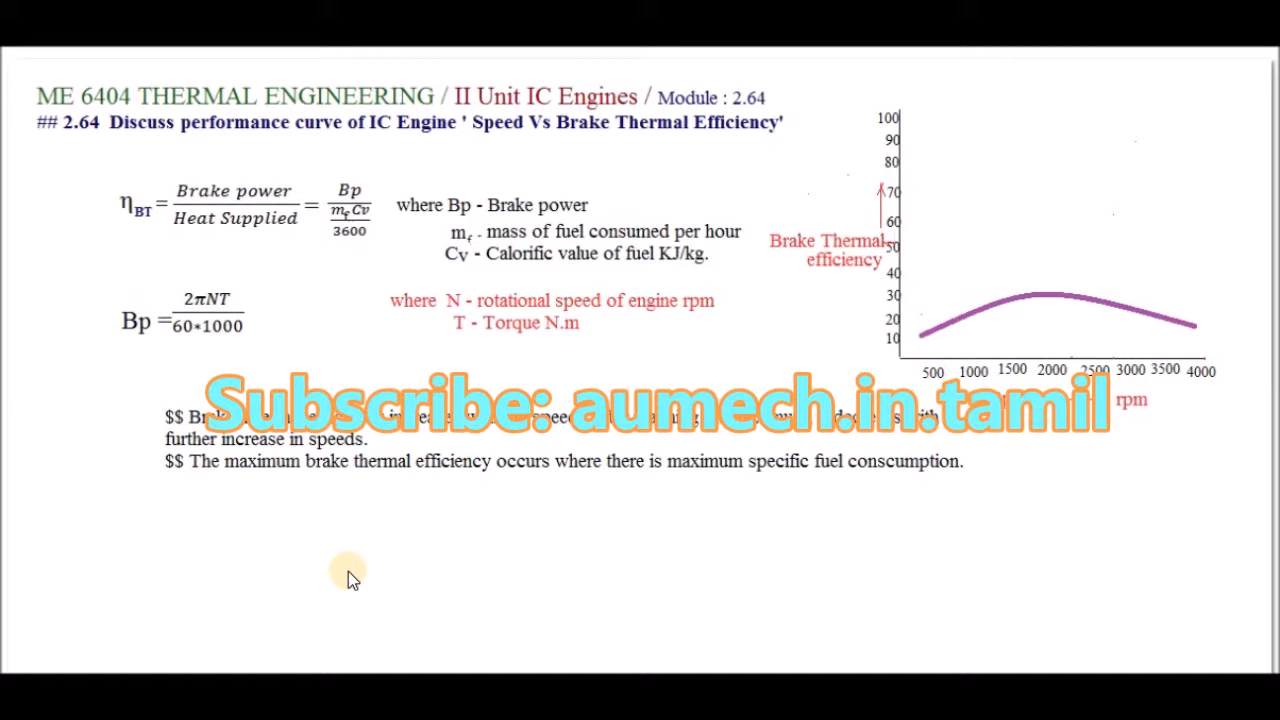 ME 6404 THERMAL ENGINEERING / II Unit IC Engines / Module : 2.64
## 2.64 Discuss performance curve of IC Engine ' Speed Vs Brake Thermal Efficiency'
η_BT = Brake power / Heat Supplied = Bp / (m_f Cv / 3600)
where Bp - Brake power
m_f - mass of fuel consumed per hour
Cv - Calorific value of fuel KJ/kg.
Bp = 2πNT / 60*1000
where N - rotational speed of engine rpm
T - Torque N.m
100
90
80
70
60
50
40
30
20
10
Brake Thermal
efficiency
500 1000 1500 2000 2500 3000 3500 4000
rpm
Subscribe: aumech.in.tamil
$$
further increase in speeds.
$$ The maximum brake thermal efficiency occurs where there is maximum specific fuel conscumption.